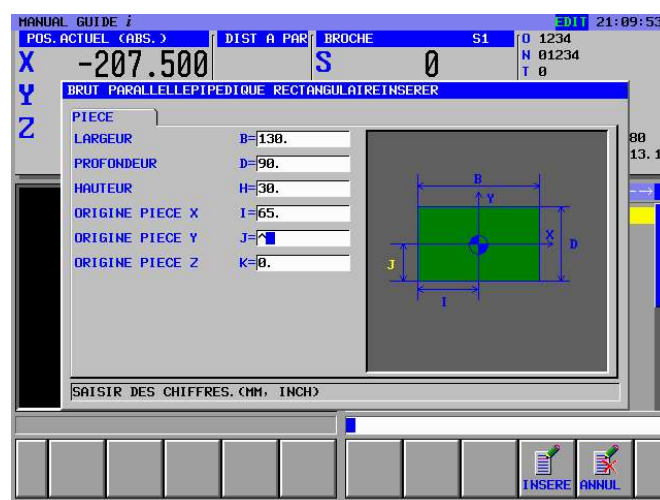 MANUAL GUIDE i EDIT 21:09:53
POS.ACTUEL (ABS.) DIST A PAR BROCHE S1 O 1234
X -207.500 S 0 N 01234
T 0
Y
Z
BRUT PARALLELLEPIPEDIQUE RECTANGULAIREINSERER
PIECE
LARGEUR B=130.
80
PROFONDEUR D=90.
13.1
HAUTEUR H=30.
ORIGINE PIECE X I=65.
ORIGINE PIECE Y J=^
ORIGINE PIECE Z K=0.
B
Y
X
D
J
I
SAISIR DES CHIFFRES.(MM, INCH)
INSERE ANNUL